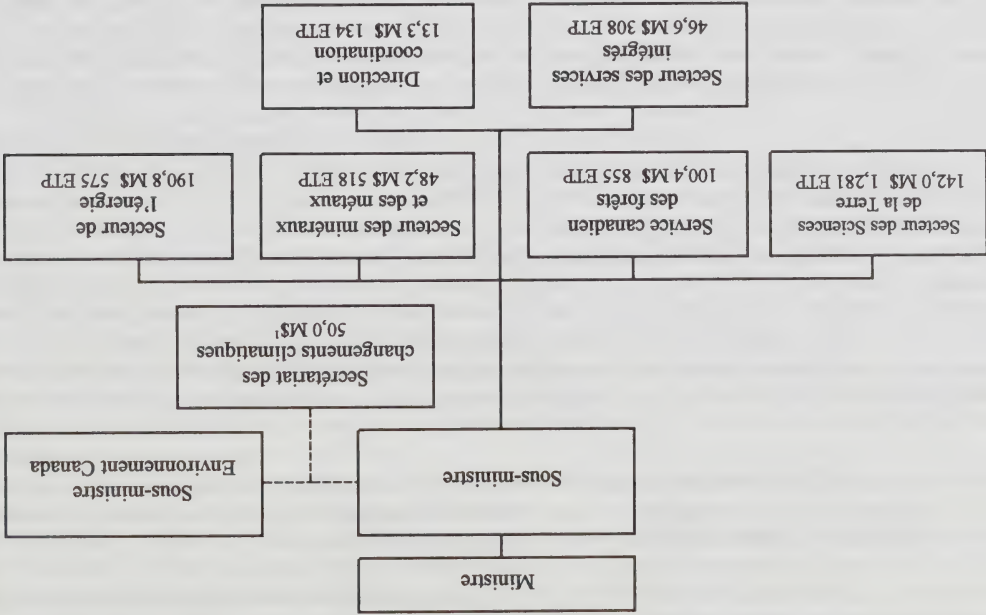 Ministre
Sous-ministre
Sous-ministre
Environnement Canada
Secrétariat des
changements climatiques
50,0 M$¹
Secteur des Sciences
de la Terre
142,0 M$ 1,281 ETP
Service canadien
des forêts
100,4 M$ 855 ETP
Secteur des minéraux
et des métaux
48,2 M$ 518 ETP
Secteur de
l'énergie
190,8 M$ 575 ETP
Secteur des services
intégrés
46,6 M$ 308 ETP
Direction et
coordination
13,3 M$ 134 ETP